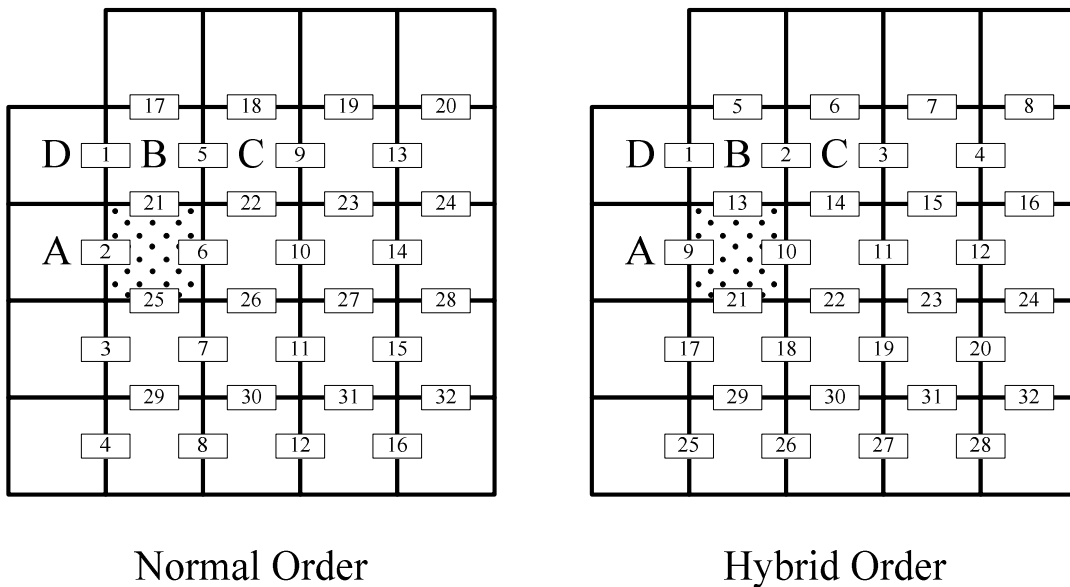 17 18 19 20
D 1 B 5 C 9 13
21 22 23 24
A 2 6 10 14
25 26 27 28
3 7 11 15
29 30 31 32
4 8 12 16
Normal Order
5 6 7 8
D 1 B 2 C 3 4
13 14 15 16
A 9 10 11 12
21 22 23 24
17 18 19 20
29 30 31 32
25 26 27 28
Hybrid Order